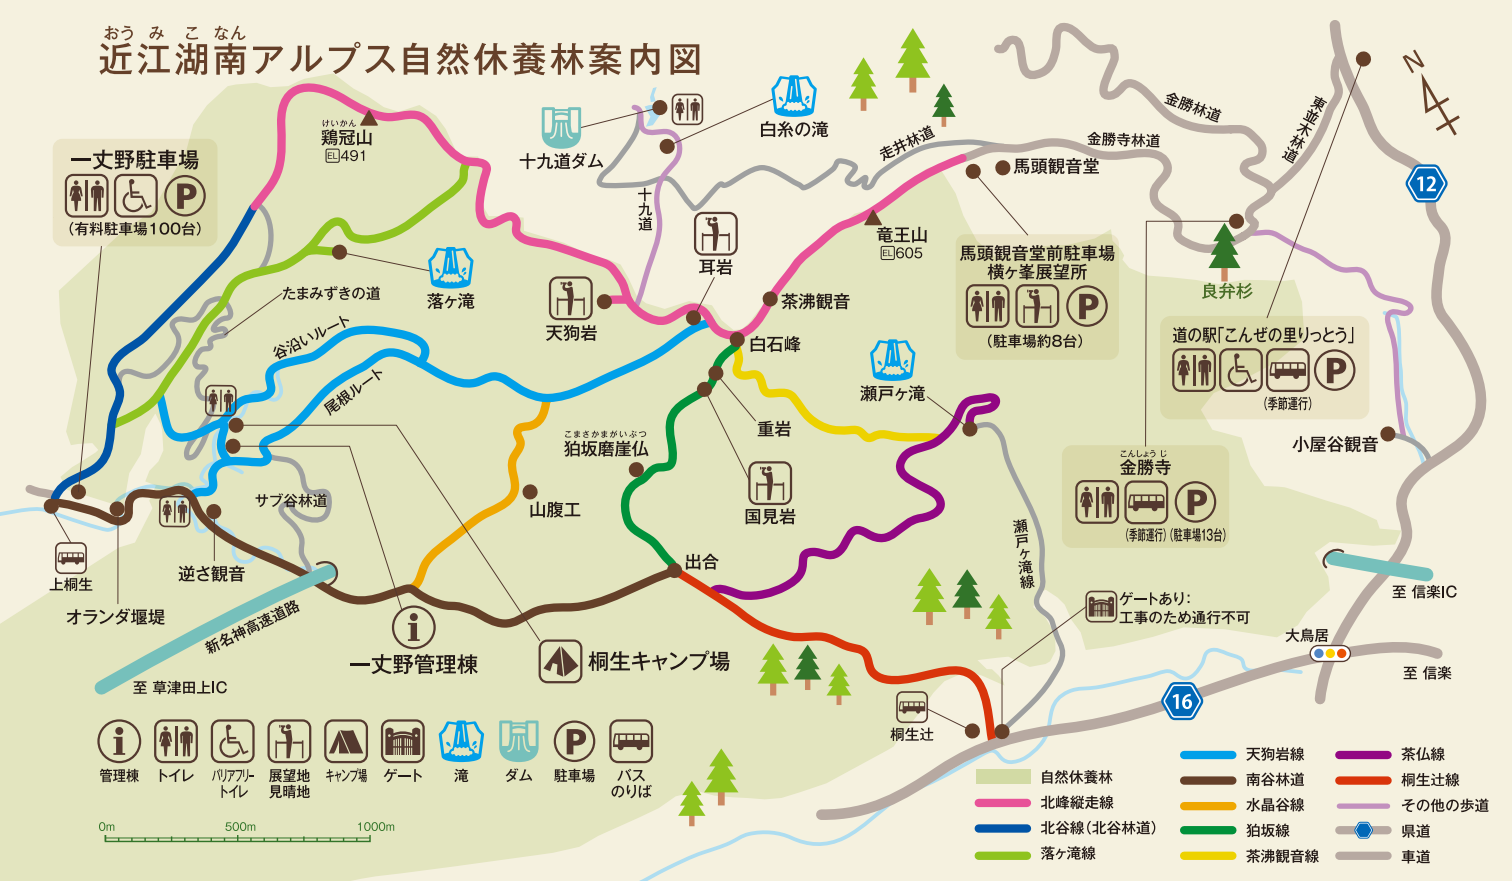 おうみこなん
近江湖南アルプス自然休養林案内図
一丈野駐車場
P
(有料駐車場100台)
けいかん
鶏冠山
EL491
十九道ダム
白糸の滝
十九道
走井林道
金勝寺林道
金勝林道
東並木林道
N
12
馬頭観音堂
竜王山
EL605
馬頭観音堂前駐車場
横ヶ峯展望所
P
(駐車場約8台)
良弁杉
道の駅「こんぜの里りっとう」
P
(季節運行)
小屋谷観音
こんしょうじ
金勝寺
P
(季節運行)
(駐車場13台)
耳岩
天狗岩
茶沸観音
白石峰
落ヶ滝
たまみずきの道
谷沿いルート
尾根ルート
瀬戸ヶ滝
重岩
こまさかまがいぶつ
狛坂磨崖仏
国見岩
山腹工
サブ谷林道
上桐生
オランダ堰堤
逆さ観音
新名神高速道路
至 草津田上IC
i
一丈野管理棟
桐生キャンプ場
出合
瀬戸ヶ滝線
ゲートあり:
工事のため通行不可
至 信楽IC
大鳥居
至 信楽
16
桐生辻
i
P
管理棟
トイレ
バリアフリー
トイレ
展望地
見晴地
キャンプ場
ゲート
滝
ダム
駐車場
バス
のりば
0m
500m
1000m
自然休養林
北峰縦走線
北谷線(北谷林道)
落ヶ滝線
天狗岩線
南谷林道
水晶谷線
狛坂線
茶沸観音線
茶仏線
桐生辻線
その他の歩道
県道
車道